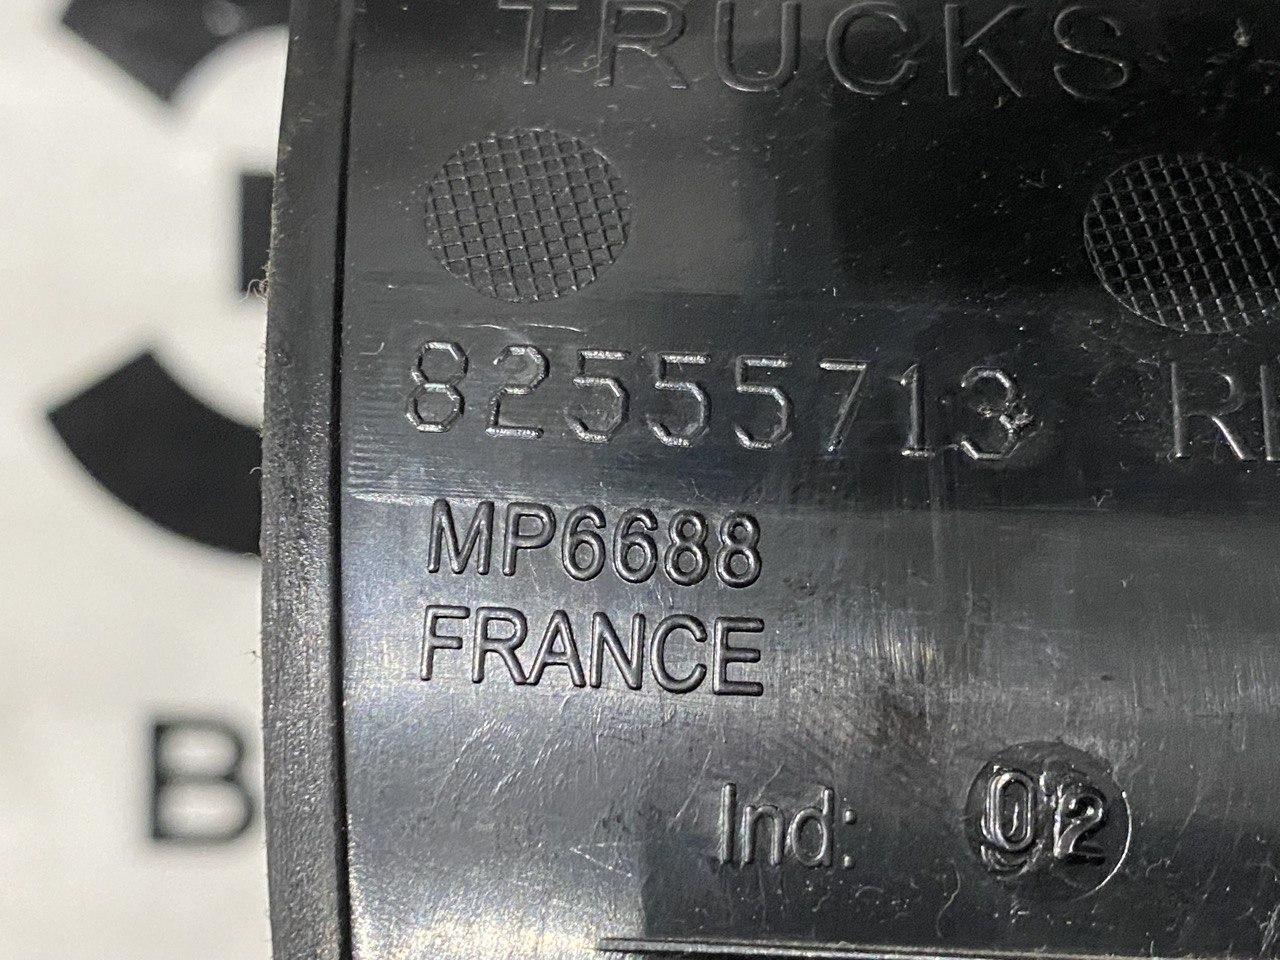 TRUCKS
82555713
MP6688
FRANCE
Ind: 02
B